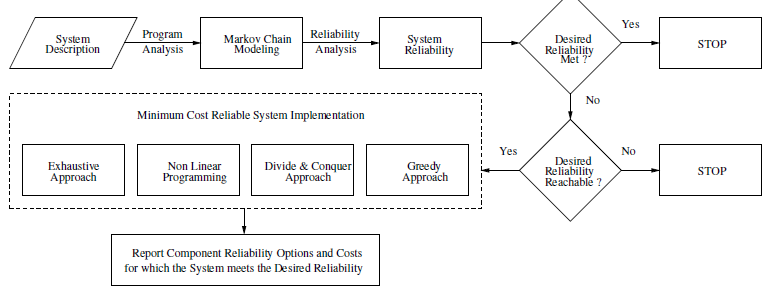 System
Description
Program
Analysis
Markov Chain
Modeling
Reliability
Analysis
System
Reliability
Desired
Reliability
Met ?
Yes
STOP
No
Desired
Reliability
Reachable ?
No
STOP
Yes
Minimum Cost Reliable System Implementation
Exhaustive
Approach
Non Linear
Programming
Divide & Conquer
Approach
Greedy
Approach
Report Component Reliability Options and Costs
for which the System meets the Desired Reliability